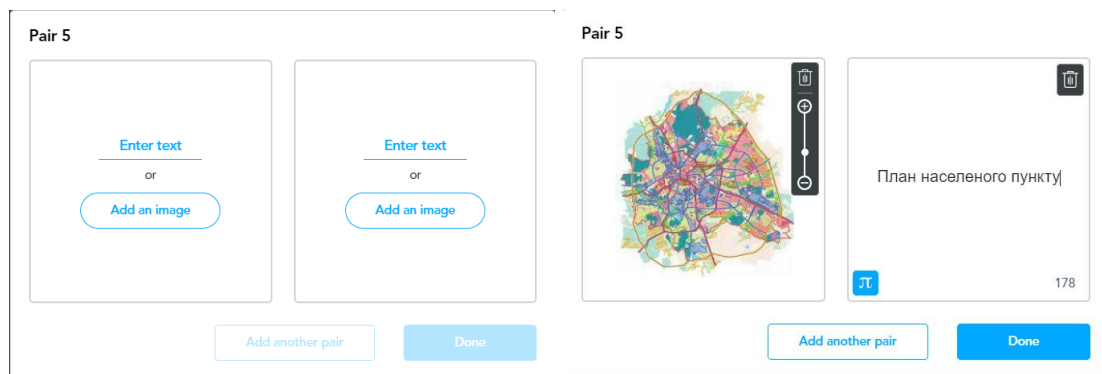 Pair 5
Enter text
or
Add an image
Enter text
or
Add an image
Add another pair
Done
Pair 5
План населеного пункту
π
178
Add another pair
Done